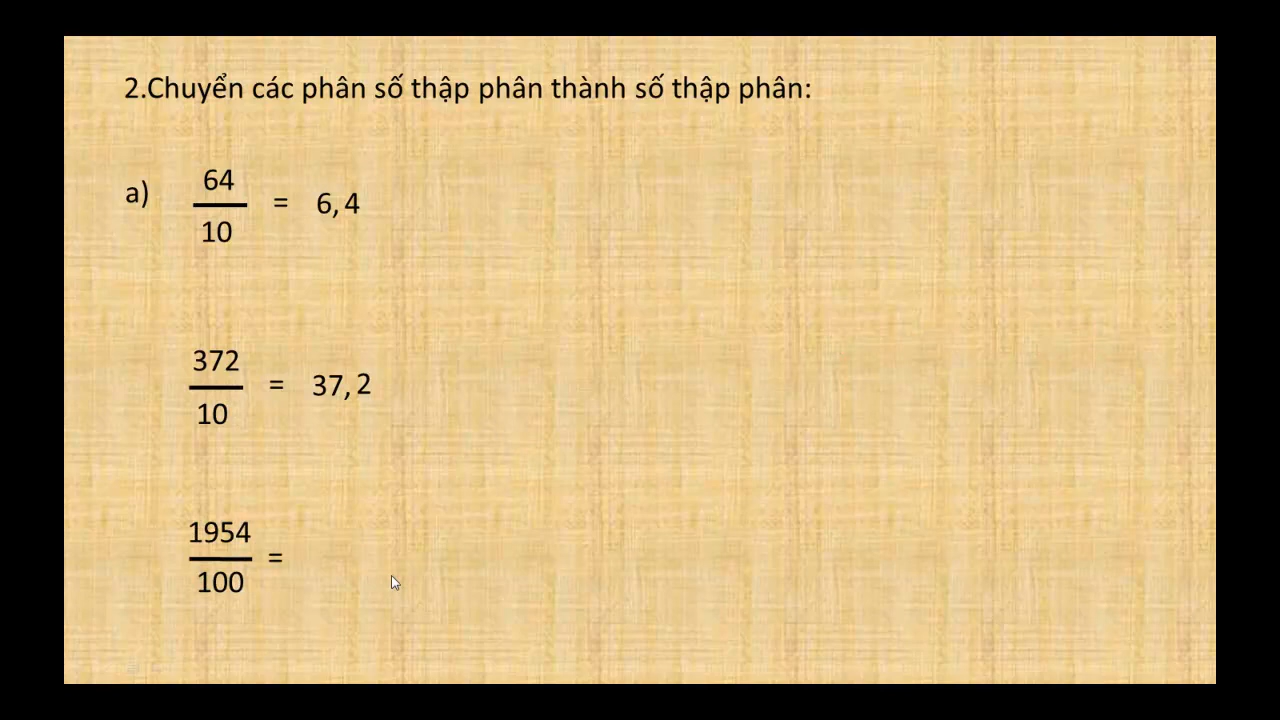 2.Chuyển các phân số thập phân thành số thập phân:
a) 64/10 = 6,4
372/10 = 37,2
1954/100 =